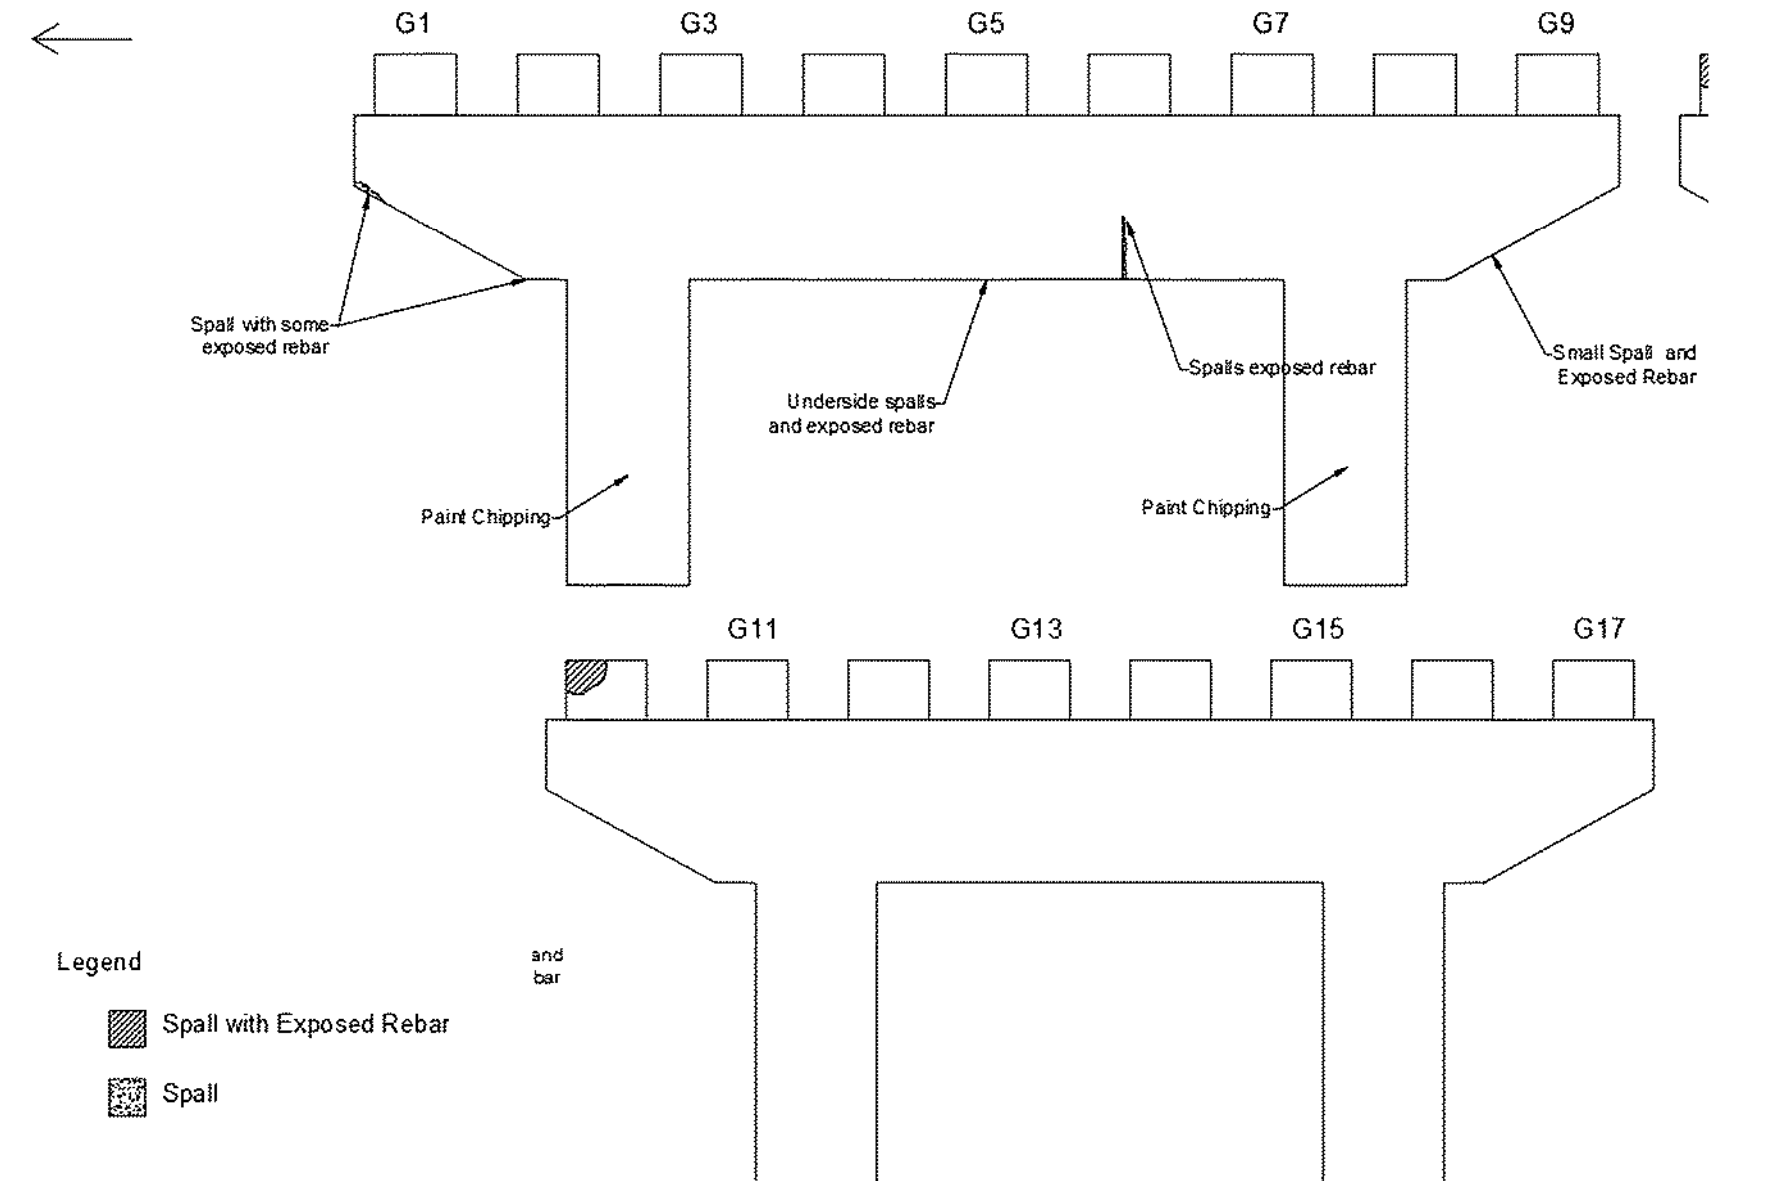 G1 G3 G5 G7 G9
Spall with some
exposed rebar
Underside spalls
and exposed rebar
Spalls exposed rebar
Small Spall and
Exposed Rebar
Paint Chipping
Paint Chipping
G11 G13 G15 G17
and
bar
Legend
Spall with Exposed Rebar
Spall